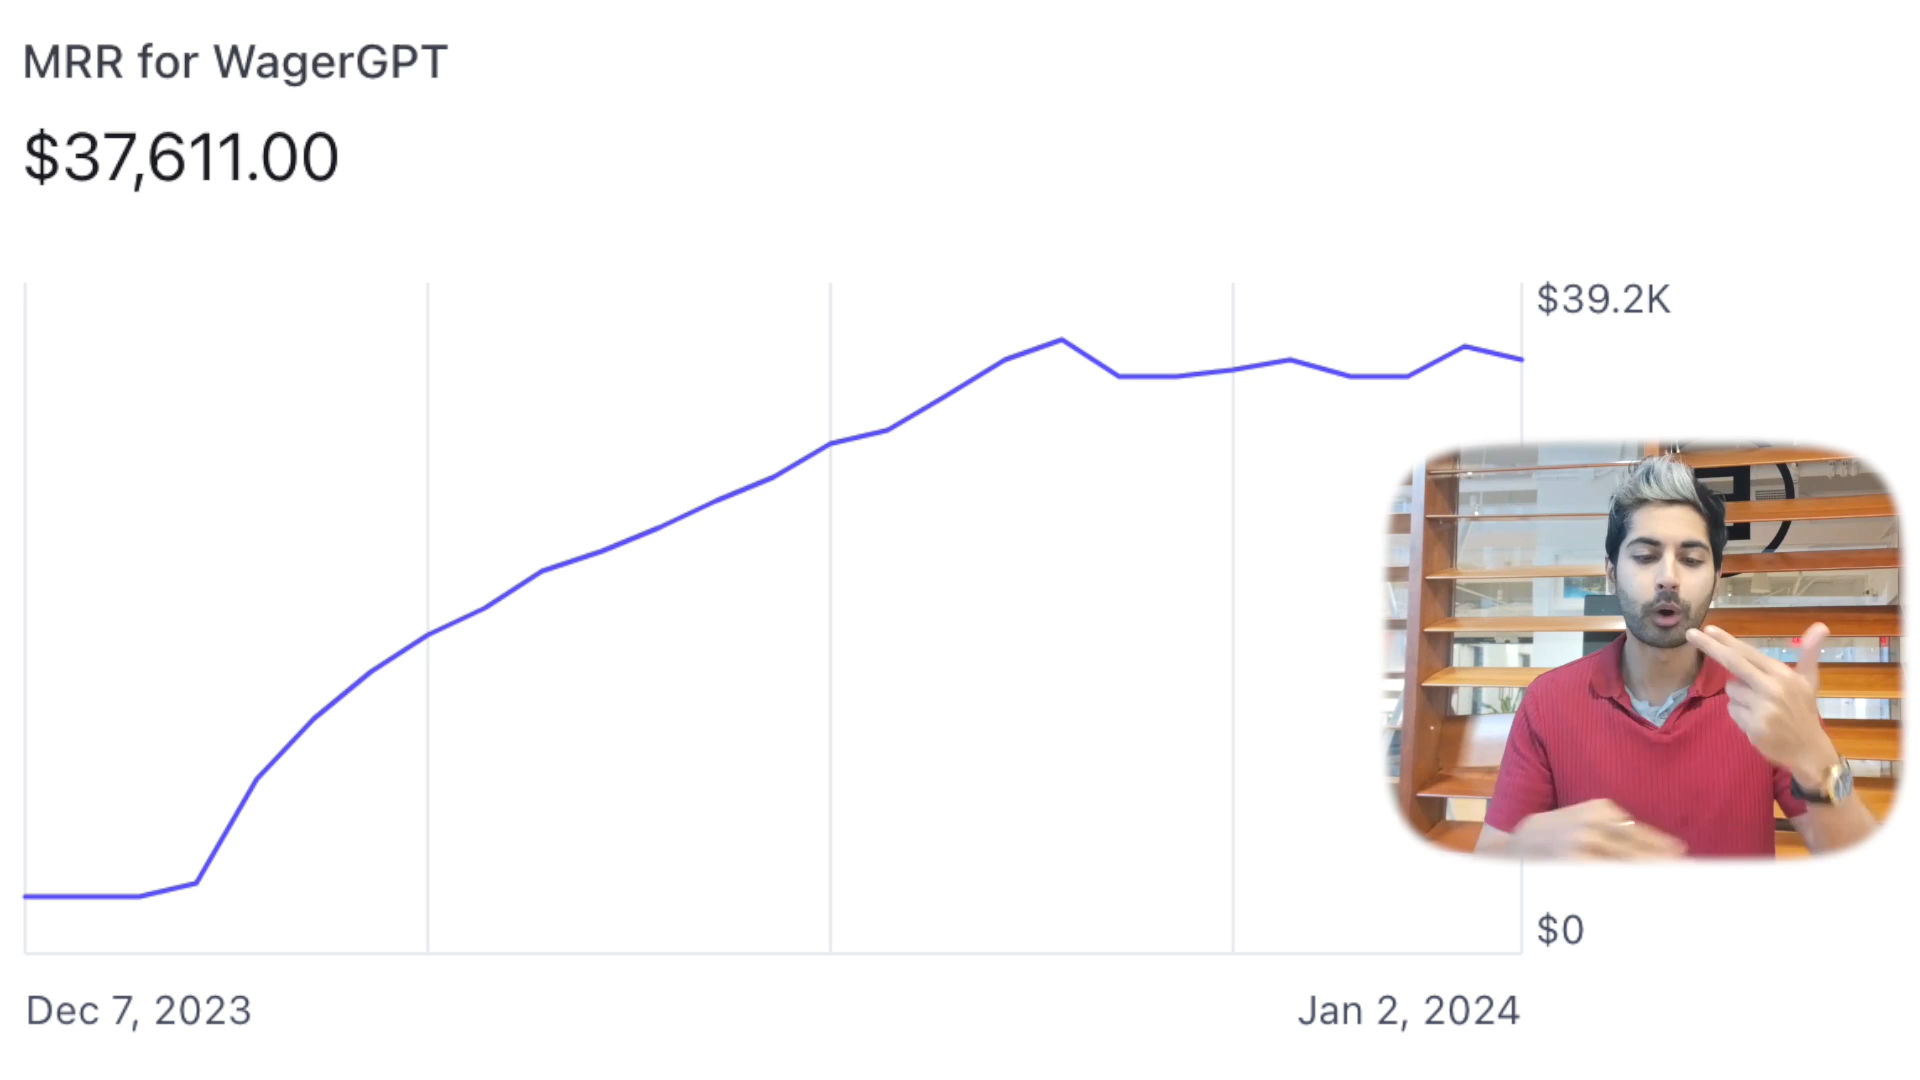 MRR for WagerGPT
$37,611.00
$39.2K
$0
Dec 7, 2023
Jan 2, 2024